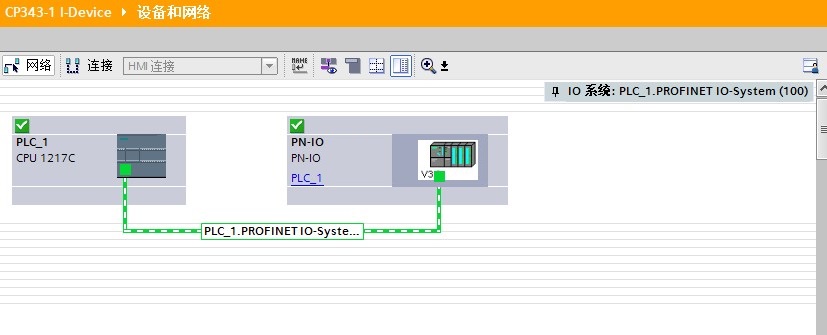 CP343-1 I-Device ▸ 设备和网络
网络 连接 HMI 连接
IO 系统: PLC_1.PROFINET IO-System (100)
PLC_1
CPU 1217C
PN-IO
PN-IO
PLC_1
V3
PLC_1.PROFINET IO-Syste...